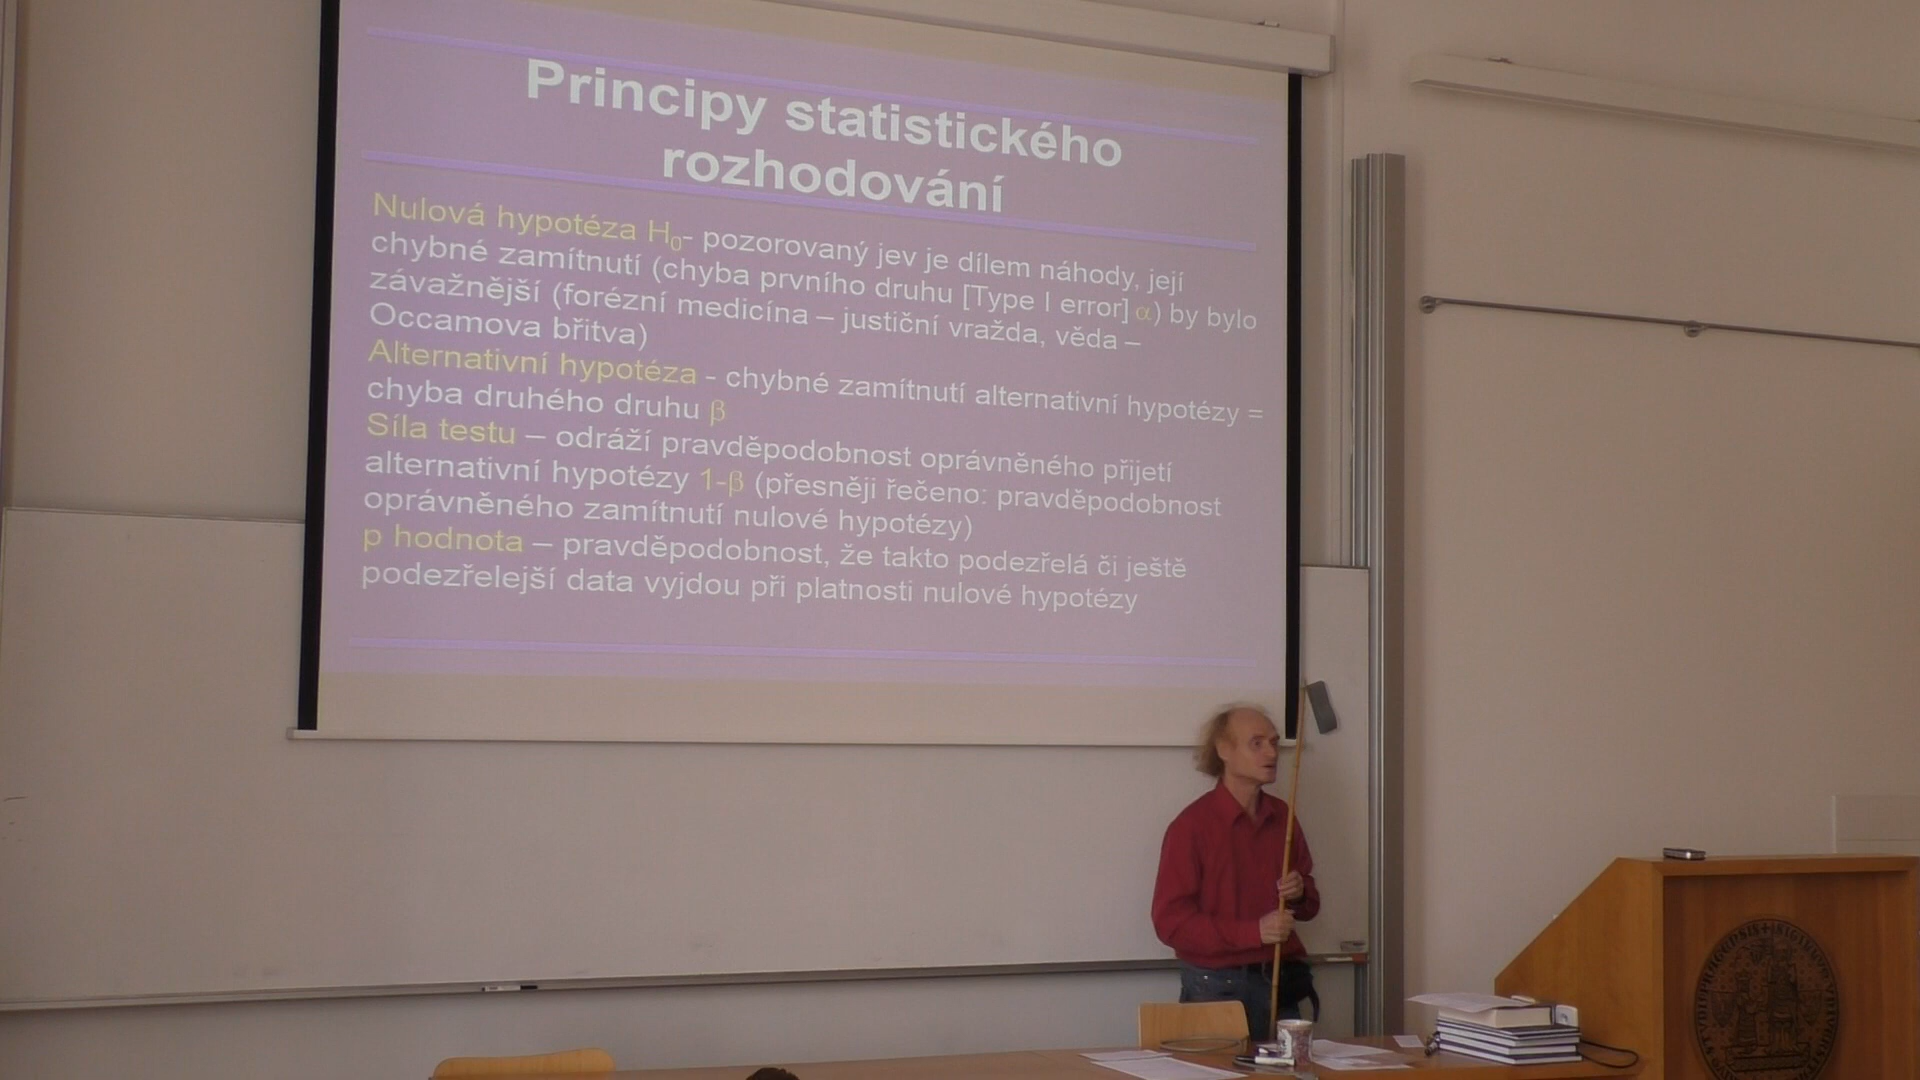 Principy statistického
rozhodování
Nulová hypotéza H₀- pozorovaný jev je dílem náhody, její
chybné zamítnutí (chyba prvního druhu [Type I error] α) by bylo
závažnější (forézní medicína – justiční vražda, věda –
Occamova břitva)
Alternativní hypotéza - chybné zamítnutí alternativní hypotézy =
chyba druhého druhu β
Síla testu – odráží pravděpodobnost oprávněného přijetí
alternativní hypotézy 1-β (přesněji řečeno: pravděpodobnost
oprávněného zamítnutí nulové hypotézy)
p hodnota – pravděpodobnost, že takto podezřelá či ještě
podezřelejší data vyjdou při platnosti nulové hypotézy